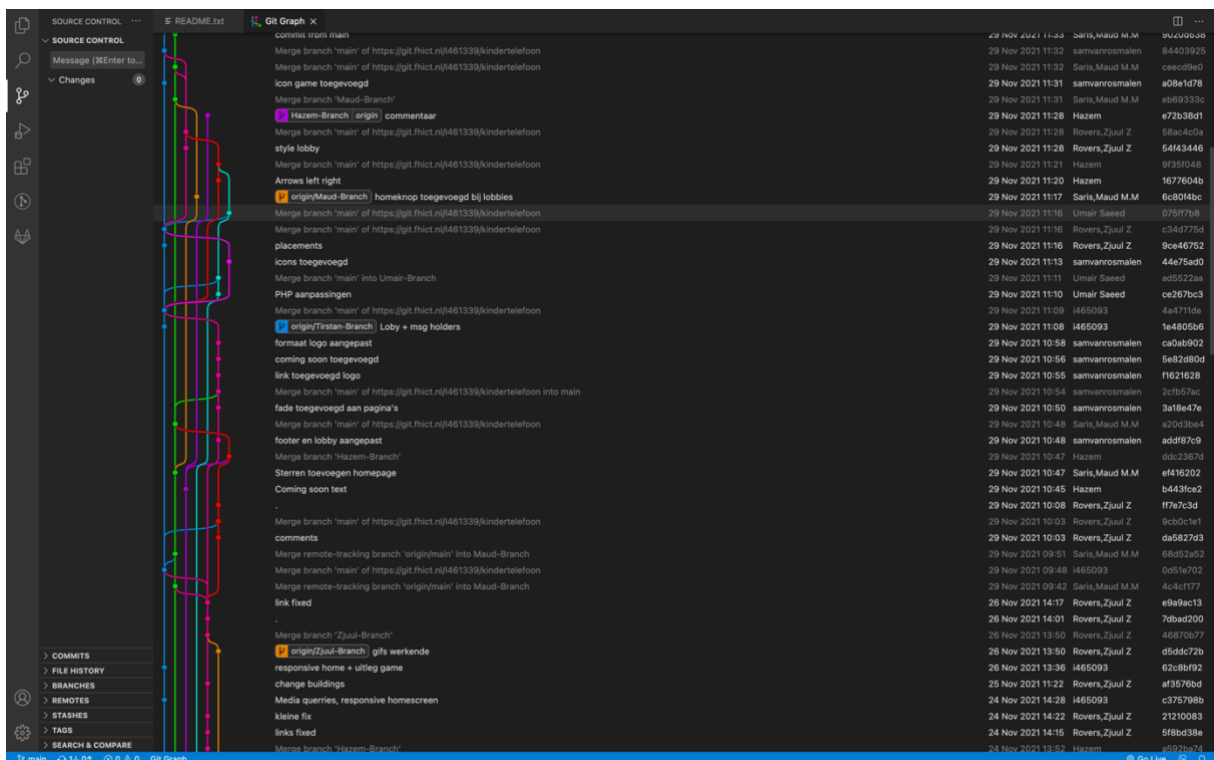 SOURCE CONTROL ··· README.txt Git Graph ×
SOURCE CONTROL
Message (⌘Enter to...
Changes 0
commit from main 29 Nov 2021 11:33 Saris,Maud M.M 9020d638
Merge branch 'main' of https://git.fhict.nl/I461339/kindertelefoon 29 Nov 2021 11:32 samvanrosmalen 84403925
Merge branch 'main' of https://git.fhict.nl/I461339/kindertelefoon 29 Nov 2021 11:32 Saris,Maud M.M ceecd9e0
icon game toegevoegd 29 Nov 2021 11:31 samvanrosmalen a08e1d78
Merge branch 'Maud-Branch' 29 Nov 2021 11:31 Saris,Maud M.M eb69333c
Hazem-Branch origin commentaar 29 Nov 2021 11:28 Hazem e72b38d1
Merge branch 'main' of https://git.fhict.nl/I461339/kindertelefoon 29 Nov 2021 11:28 Rovers,Zjuul Z 58ac4c0a
style lobby 29 Nov 2021 11:28 Rovers,Zjuul Z 54f43446
Merge branch 'main' of https://git.fhict.nl/I461339/kindertelefoon 29 Nov 2021 11:21 Hazem 9f35f048
Arrows left right 29 Nov 2021 11:20 Hazem 1677604b
origin/Maud-Branch homeknop toegevoegd bij lobbies 29 Nov 2021 11:17 Saris,Maud M.M 6c80f4bc
Merge branch 'main' of https://git.fhict.nl/I461339/kindertelefoon 29 Nov 2021 11:16 Umair Saeed 075ff7b8
Merge branch 'main' of https://git.fhict.nl/I461339/kindertelefoon 29 Nov 2021 11:16 Rovers,Zjuul Z c34d775d
placements 29 Nov 2021 11:16 Rovers,Zjuul Z 9ce46752
icons toegevoegd 29 Nov 2021 11:13 samvanrosmalen 44e75ad0
Merge branch 'main' into Umair-Branch 29 Nov 2021 11:11 Umair Saeed ad5522aa
PHP aanpassingen 29 Nov 2021 11:10 Umair Saeed ce267bc3
Merge branch 'main' of https://git.fhict.nl/I461339/kindertelefoon 29 Nov 2021 11:09 i465093 4a4711de
origin/Tirstan-Branch Loby + msg holders 29 Nov 2021 11:08 i465093 1e4805b6
formaat logo aangepast 29 Nov 2021 10:58 samvanrosmalen ca0ab902
coming soon toegevoegd 29 Nov 2021 10:56 samvanrosmalen 5e82d80d
link toegevoegd logo 29 Nov 2021 10:55 samvanrosmalen f1621628
Merge branch 'main' of https://git.fhict.nl/I461339/kindertelefoon into main 29 Nov 2021 10:54 samvanrosmalen 2cfb57ac
fade toegevoegd aan pagina's 29 Nov 2021 10:50 samvanrosmalen 3a18e47e
Merge branch 'main' of https://git.fhict.nl/I461339/kindertelefoon 29 Nov 2021 10:48 Saris,Maud M.M a20d3be4
footer en lobby aangepast 29 Nov 2021 10:48 samvanrosmalen addf87c9
Merge branch 'Hazem-Branch' 29 Nov 2021 10:47 Hazem ddc2367d
Sterren toevoegen homepage 29 Nov 2021 10:47 Saris,Maud M.M ef416202
Coming soon text 29 Nov 2021 10:45 Hazem b443fce2
. 29 Nov 2021 10:08 Rovers,Zjuul Z ff7e7c3d
Merge branch 'main' of https://git.fhict.nl/I461339/kindertelefoon 29 Nov 2021 10:03 Rovers,Zjuul Z 9cb0c1e1
comments 29 Nov 2021 10:03 Rovers,Zjuul Z da5827d3
Merge remote-tracking branch 'origin/main' into Maud-Branch 29 Nov 2021 09:51 Saris,Maud M.M 68d52a52
Merge branch 'main' of https://git.fhict.nl/I461339/kindertelefoon 29 Nov 2021 09:48 i465093 0d51e702
Merge remote-tracking branch 'origin/main' into Maud-Branch 29 Nov 2021 09:42 Saris,Maud M.M 4c4cf177
link fixed 26 Nov 2021 14:17 Rovers,Zjuul Z e9a9ac13
. 26 Nov 2021 14:01 Rovers,Zjuul Z 7dbad200
Merge branch 'Zjuul-Branch' 26 Nov 2021 13:50 Rovers,Zjuul Z 46870b77
origin/Zjuul-Branch gifs werkende 26 Nov 2021 13:50 Rovers,Zjuul Z d5ddc72b
responsive home + uitleg game 26 Nov 2021 13:36 i465093 62c8bf92
change buildings 25 Nov 2021 11:22 Rovers,Zjuul Z af3576bd
Media querries, responsive homescreen 24 Nov 2021 14:28 i465093 c375798b
kleine fix 24 Nov 2021 14:22 Rovers,Zjuul Z 21210083
links fixed 24 Nov 2021 14:15 Rovers,Zjuul Z 5f8bd38e
Merge branch 'Hazem-Branch' 24 Nov 2021 13:52 Hazem a592ba74
COMMITS
FILE HISTORY
BRANCHES
REMOTES
STASHES
TAGS
SEARCH & COMPARE
main 1↓ 0↑ 0 0 Git Graph Go Live